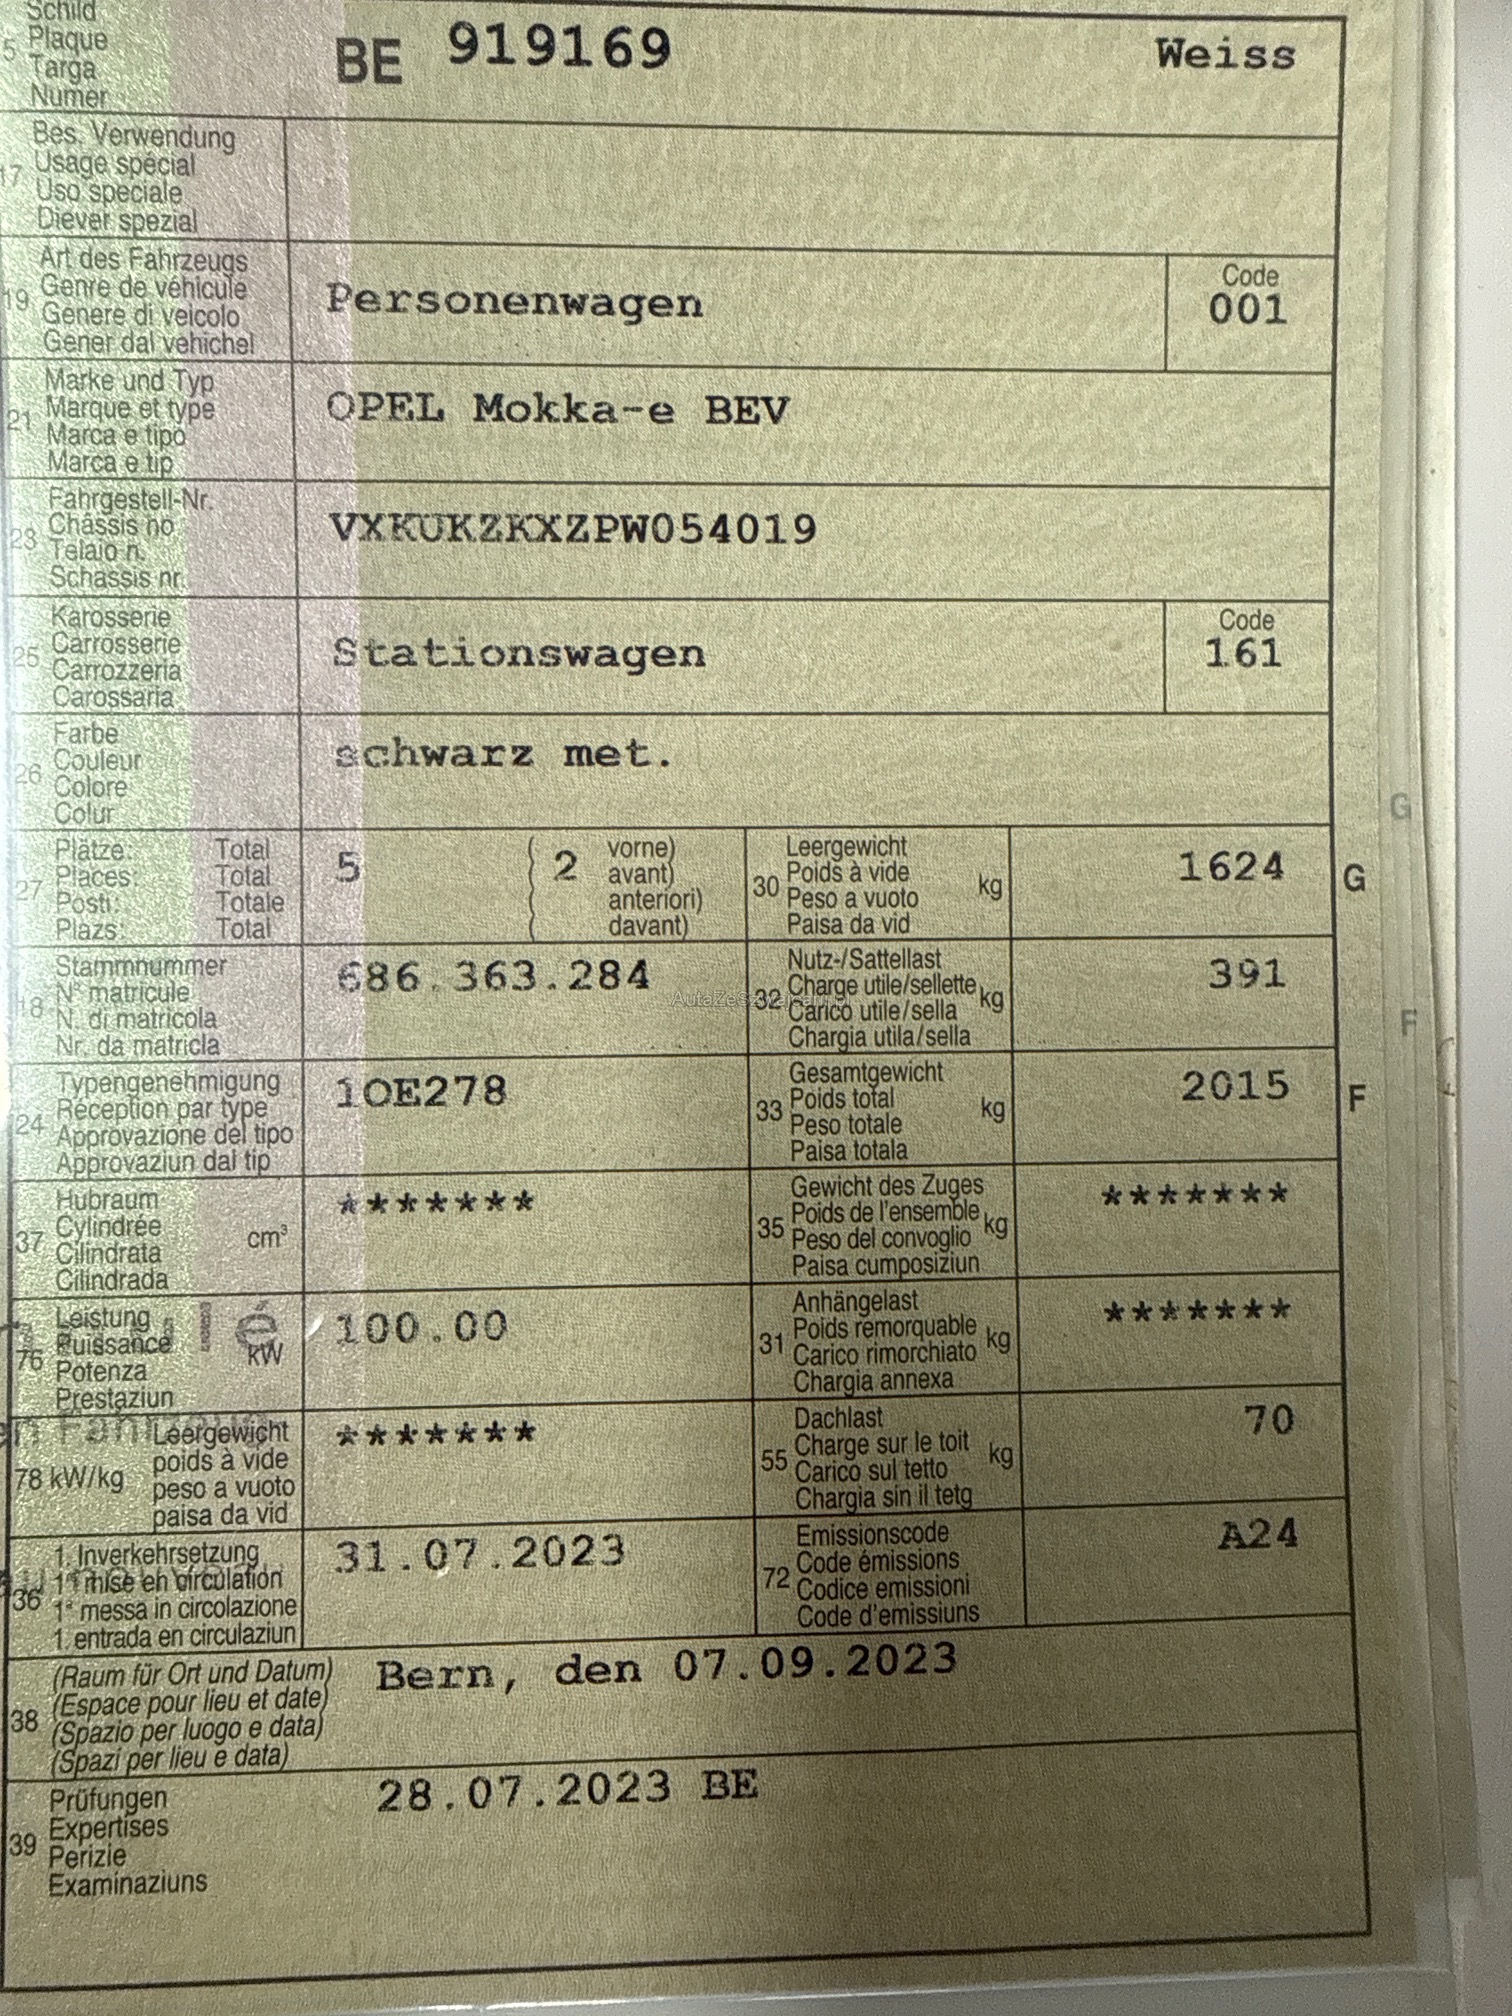 Schild
5 Plaque
Targa
Numer
BE 919169 Weiss
Bes. Verwendung
17 Usage spécial
Uso speciale
Diever spezial
Art des Fahrzeugs
19 Genre de véhicule
Genere di veicolo
Gener dal vehichel
Personenwagen
Code
001
Marke und Typ
21 Marque et type
Marca e tipo
Marca e tip
OPEL Mokka-e BEV
Fahrgestell-Nr.
23 Châssis no
Telaio n.
Schassis nr.
VXKUKZKXZPW054019
Karosserie
25 Carrosserie
Carrozzeria
Carossaria
Stationswagen
Code
161
Farbe
26 Couleur
Colore
Colur
schwarz met.
G
Plätze: Total
27 Places: Total
Posti: Totale
Plazs: Total
5 ( 2 vorne)
( avant)
( anteriori)
( davant)
Leergewicht
30 Poids à vide kg
Peso a vuoto
Paisa da vid
1624 G
Stammnummer
18 N° matricule
N. di matricola
Nr. da matricla
686.363.284
AutaZeSzwajcarii.pl
Nutz-/Sattellast
32 Charge utile/sellette kg
Carico utile/sella
Chargia utila/sella
391
F
Typengenehmigung
24 Réception par type
Approvazione del tipo
Approvaziun dal tip
1OE278
Gesamtgewicht
33 Poids total kg
Peso totale
Paisa totala
2015 F
Hubraum
37 Cylindrée cm³
Cilindrata
Cilindrada
*******
Gewicht des Zuges
35 Poids de l'ensemble kg
Peso del convoglio
Paisa cumposiziun
*******
Leistung
76 Puissance kW
Potenza
Prestaziun
100.00
Anhängelast
31 Poids remorquable kg
Carico rimorchiato
Chargia annexa
*******
Leergewicht
78 kW/kg poids à vide
peso a vuoto
paisa da vid
*******
Dachlast
55 Charge sur le toit kg
Carico sul tetto
Chargia sin il tetg
70
1. Inverkehrsetzung
36 1re mise en circulation
1a messa in circolazione
1. entrada en circulaziun
31.07.2023
Emissionscode
72 Code émissions
Codice emissioni
Code d'emissiuns
A24
(Raum für Ort und Datum)
38 (Espace pour lieu et date)
(Spazio per luogo e data)
(Spazi per lieu e data)
Bern, den 07.09.2023
Prüfungen
39 Expertises
Perizie
Examinaziuns
28.07.2023 BE